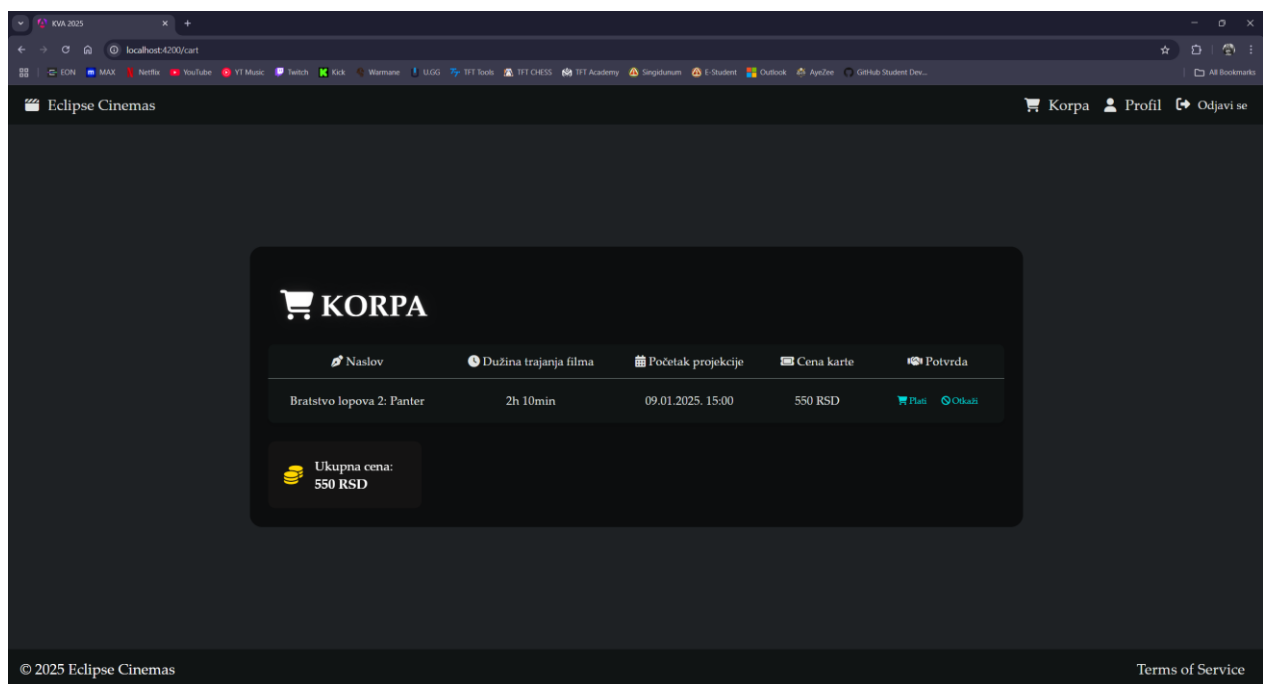 KVA 2025
localhost:4200/cart
EON MAX Netflix YouTube YT Music Twitch Kick Warmane U.GG TFT Tools TFT CHESS TFT Academy Singidunum E-Student Outlook AyeZee GitHub Student Dev... All Bookmarks
Eclipse Cinemas Korpa Profil Odjavi se
KORPA
Naslov Dužina trajanja filma Početak projekcije Cena karte Potvrda
Bratstvo lopova 2: Panter 2h 10min 09.01.2025. 15:00 550 RSD Plati Otkaži
Ukupna cena:
550 RSD
© 2025 Eclipse Cinemas Terms of Service